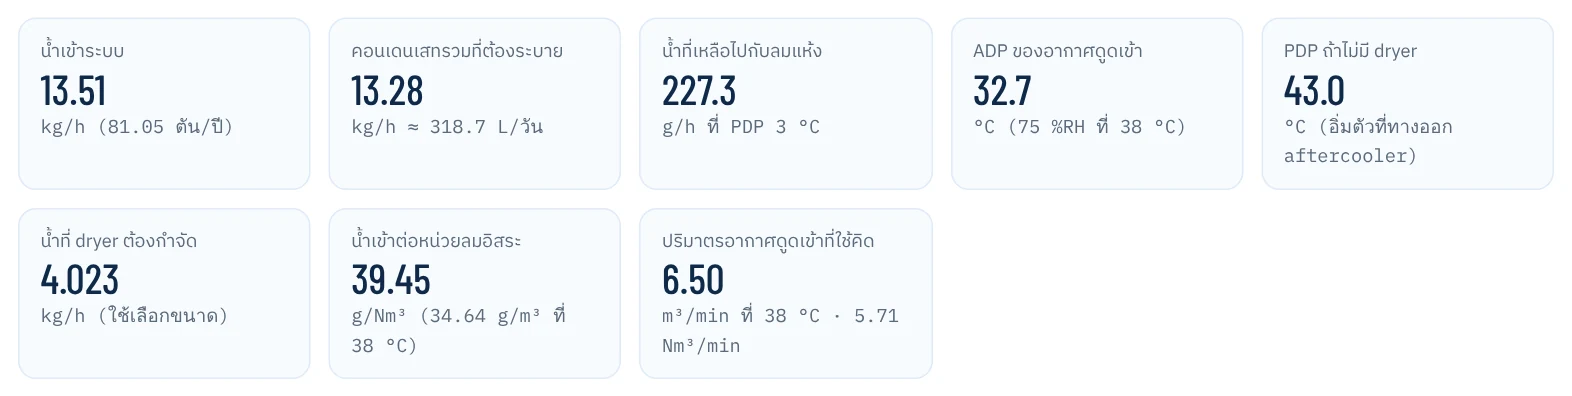 น้ำเข้าระบบ
13.51
kg/h (81.05 ตัน/ปี)
คอนเดนเสทรวมที่ต้องระบาย
13.28
kg/h ≈ 318.7 L/วัน
น้ำที่เหลือไปกับลมแห้ง
227.3
g/h ที่ PDP 3 °C
ADP ของอากาศดูดเข้า
32.7
°C (75 %RH ที่ 38 °C)
PDP ถ้าไม่มี dryer
43.0
°C (อิ่มตัวที่ทางออก
aftercooler)
น้ำที่ dryer ต้องกำจัด
4.023
kg/h (ใช้เลือกขนาด)
น้ำเข้าต่อหน่วยลมอิสระ
39.45
g/Nm³ (34.64 g/m³ ที่
38 °C)
ปริมาตรอากาศดูดเข้าที่ใช้คิด
6.50
m³/min ที่ 38 °C · 5.71
Nm³/min